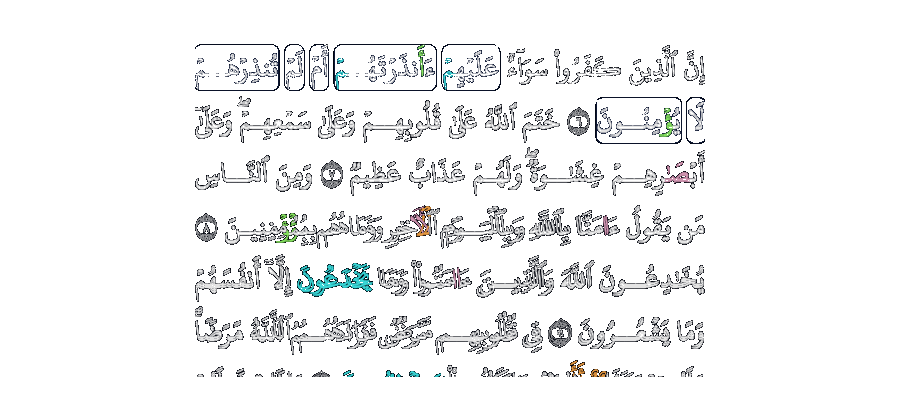 إِنَّ ٱلَّذِينَ كَفَرُوا۟ سَوَآءٌ عَلَيْهِمْ ءَأَنذَرْتَهُمْ أَمْ لَمْ تُنذِرْهُمْ
لَا يُؤْمِنُونَ ٦ خَتَمَ ٱللَّهُ عَلَىٰ قُلُوبِهِمْ وَعَلَىٰ سَمْعِهِمْ ۖ وَعَلَىٰٓ
أَبْصَٰرِهِمْ غِشَٰوَةٌ ۖ وَلَهُمْ عَذَابٌ عَظِيمٌ ٧ وَمِنَ ٱلنَّاسِ
مَن يَقُولُ ءَامَنَّا بِٱللَّهِ وَبِٱلْيَوْمِ ٱلْءَاخِرِ وَمَا هُم بِمُؤْمِنِينَ ٨
يُخَٰدِعُونَ ٱللَّهَ وَٱلَّذِينَ ءَامَنُوا۟ وَمَا يَخْدَعُونَ إِلَّآ أَنفُسَهُمْ
وَمَا يَشْعُرُونَ ٩ فِى قُلُوبِهِم مَّرَضٌ فَزَادَهُمُ ٱللَّهُ مَرَضًا